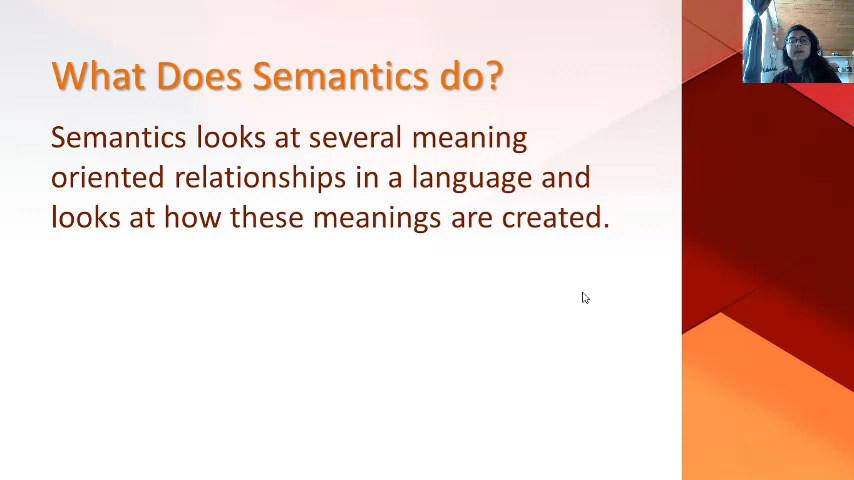 What Does Semantics do?
Semantics looks at several meaning
oriented relationships in a language and
looks at how these meanings are created.